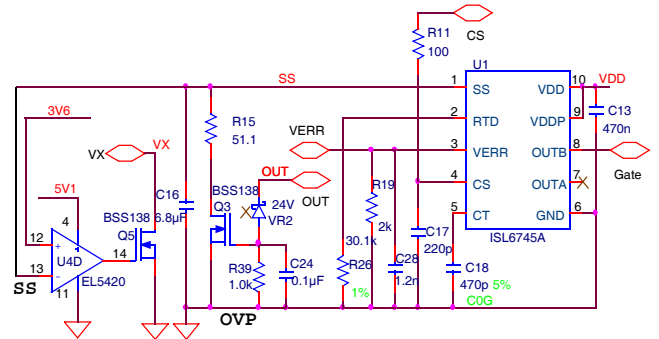 R11
100
CS
U1
SS
1
SS
VDD
10
VDD
3V6
R15
51.1
2
RTD
VDDP
9
C13
470n
VERR
3
VERR
OUTB
8
VX
VX
OUT
OUT
R19
2k
4
CS
OUTA
7
Gate
5V1
C16
6.8µF
BSS138
Q3
24V
VR2
5
CT
GND
6
ISL6745A
4
BSS138
Q5
12
+
U4D
14
13
-
SS
11
EL5420
R39
1.0k
C24
0.1µF
30.1k
R26
1%
C28
1.2n
C17
220p
C18
470p
5%
C0G
OVP